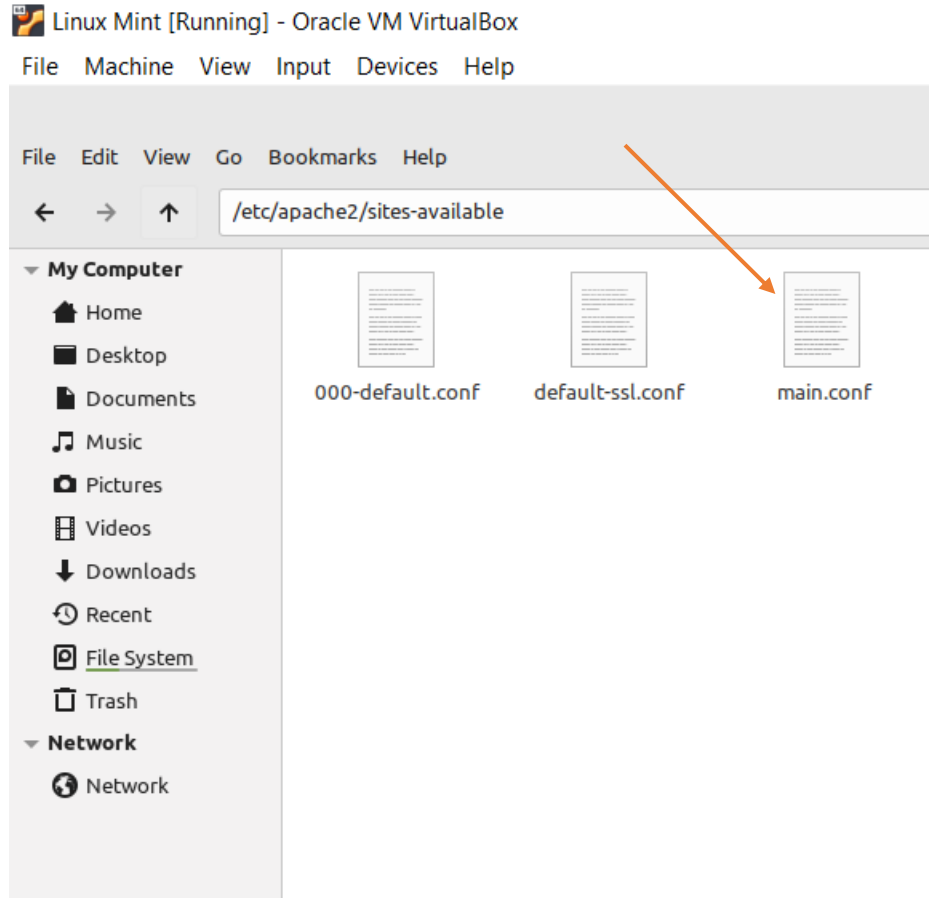 64
Linux Mint [Running] - Oracle VM VirtualBox
File Machine View Input Devices Help
File Edit View Go Bookmarks Help
/etc/apache2/sites-available
My Computer
Home
Desktop
Documents
Music
Pictures
Videos
Downloads
Recent
File System
Trash
Network
Network
000-default.conf default-ssl.conf main.conf